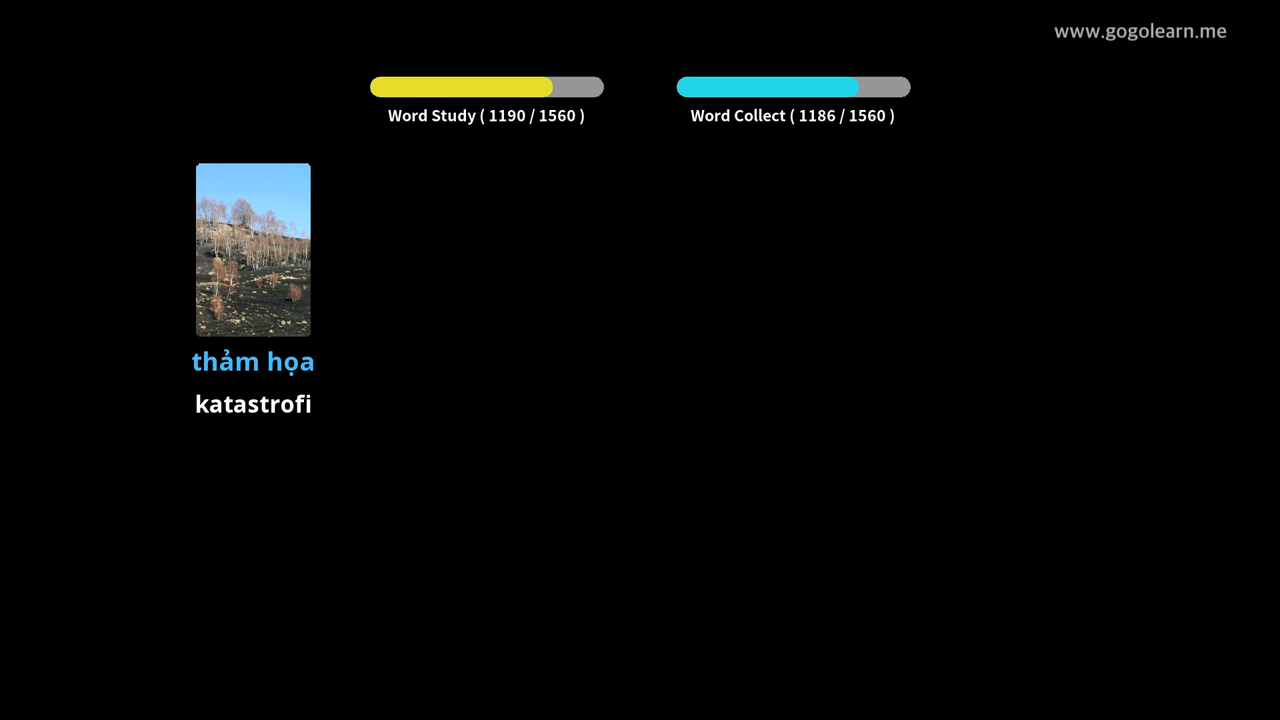 www.gogolearn.me
Word Study ( 1190 / 1560 )
Word Collect ( 1186 / 1560 )
thảm họa
katastrofi